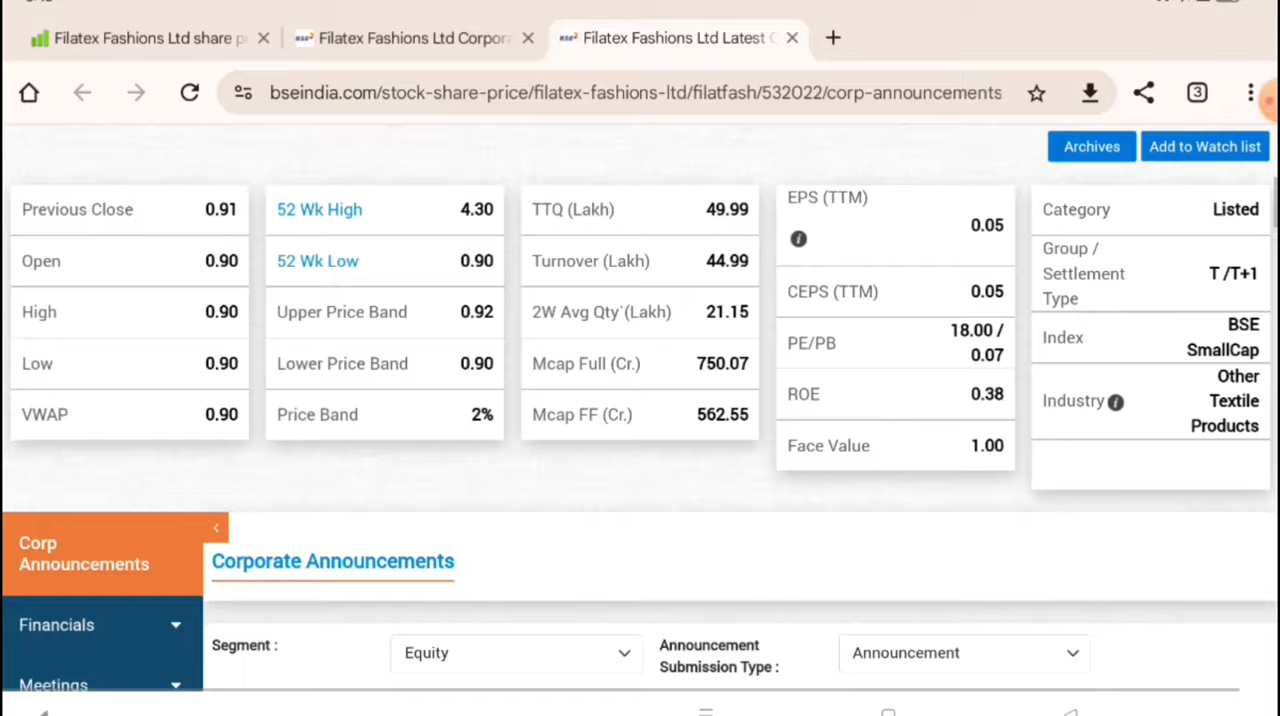 Filatex Fashions Ltd share p
Filatex Fashions Ltd Corpor
Filatex Fashions Ltd Latest C
bseindia.com/stock-share-price/filatex-fashions-ltd/filatfash/532022/corp-announcements
3
Archives
Add to Watch list
Previous Close 0.91
Open 0.90
High 0.90
Low 0.90
VWAP 0.90
52 Wk High 4.30
52 Wk Low 0.90
Upper Price Band 0.92
Lower Price Band 0.90
Price Band 2%
TTQ (Lakh) 49.99
Turnover (Lakh) 44.99
2W Avg Qty`(Lakh) 21.15
Mcap Full (Cr.) 750.07
Mcap FF (Cr.) 562.55
EPS (TTM)
0.05
CEPS (TTM) 0.05
PE/PB 18.00 /
0.07
ROE 0.38
Face Value 1.00
Category Listed
Group /
Settlement T /T+1
Type
Index BSE
SmallCap
Industry Other
Textile
Products
Corp
Announcements
Financials
Meetings
Corporate Announcements
Segment : Equity
Announcement
Submission Type : Announcement